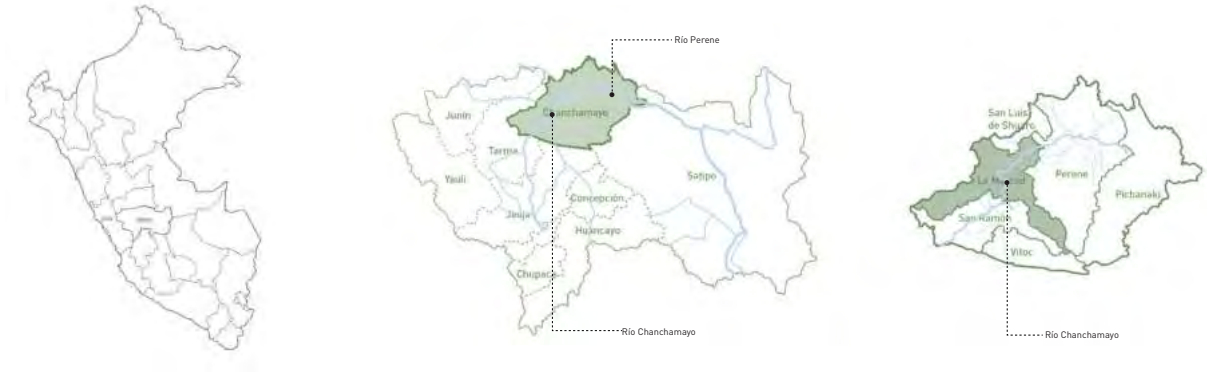 Río Perene
Chanchamayo
Junín
Tarma
Yauli
Satipo
Concepción
Jauja
Huancayo
Chupaca
Río Chanchamayo
San Luis
de Shuaro
La Merced
Perene
Pichanaki
San Ramón
Vitoc
Río Chanchamayo